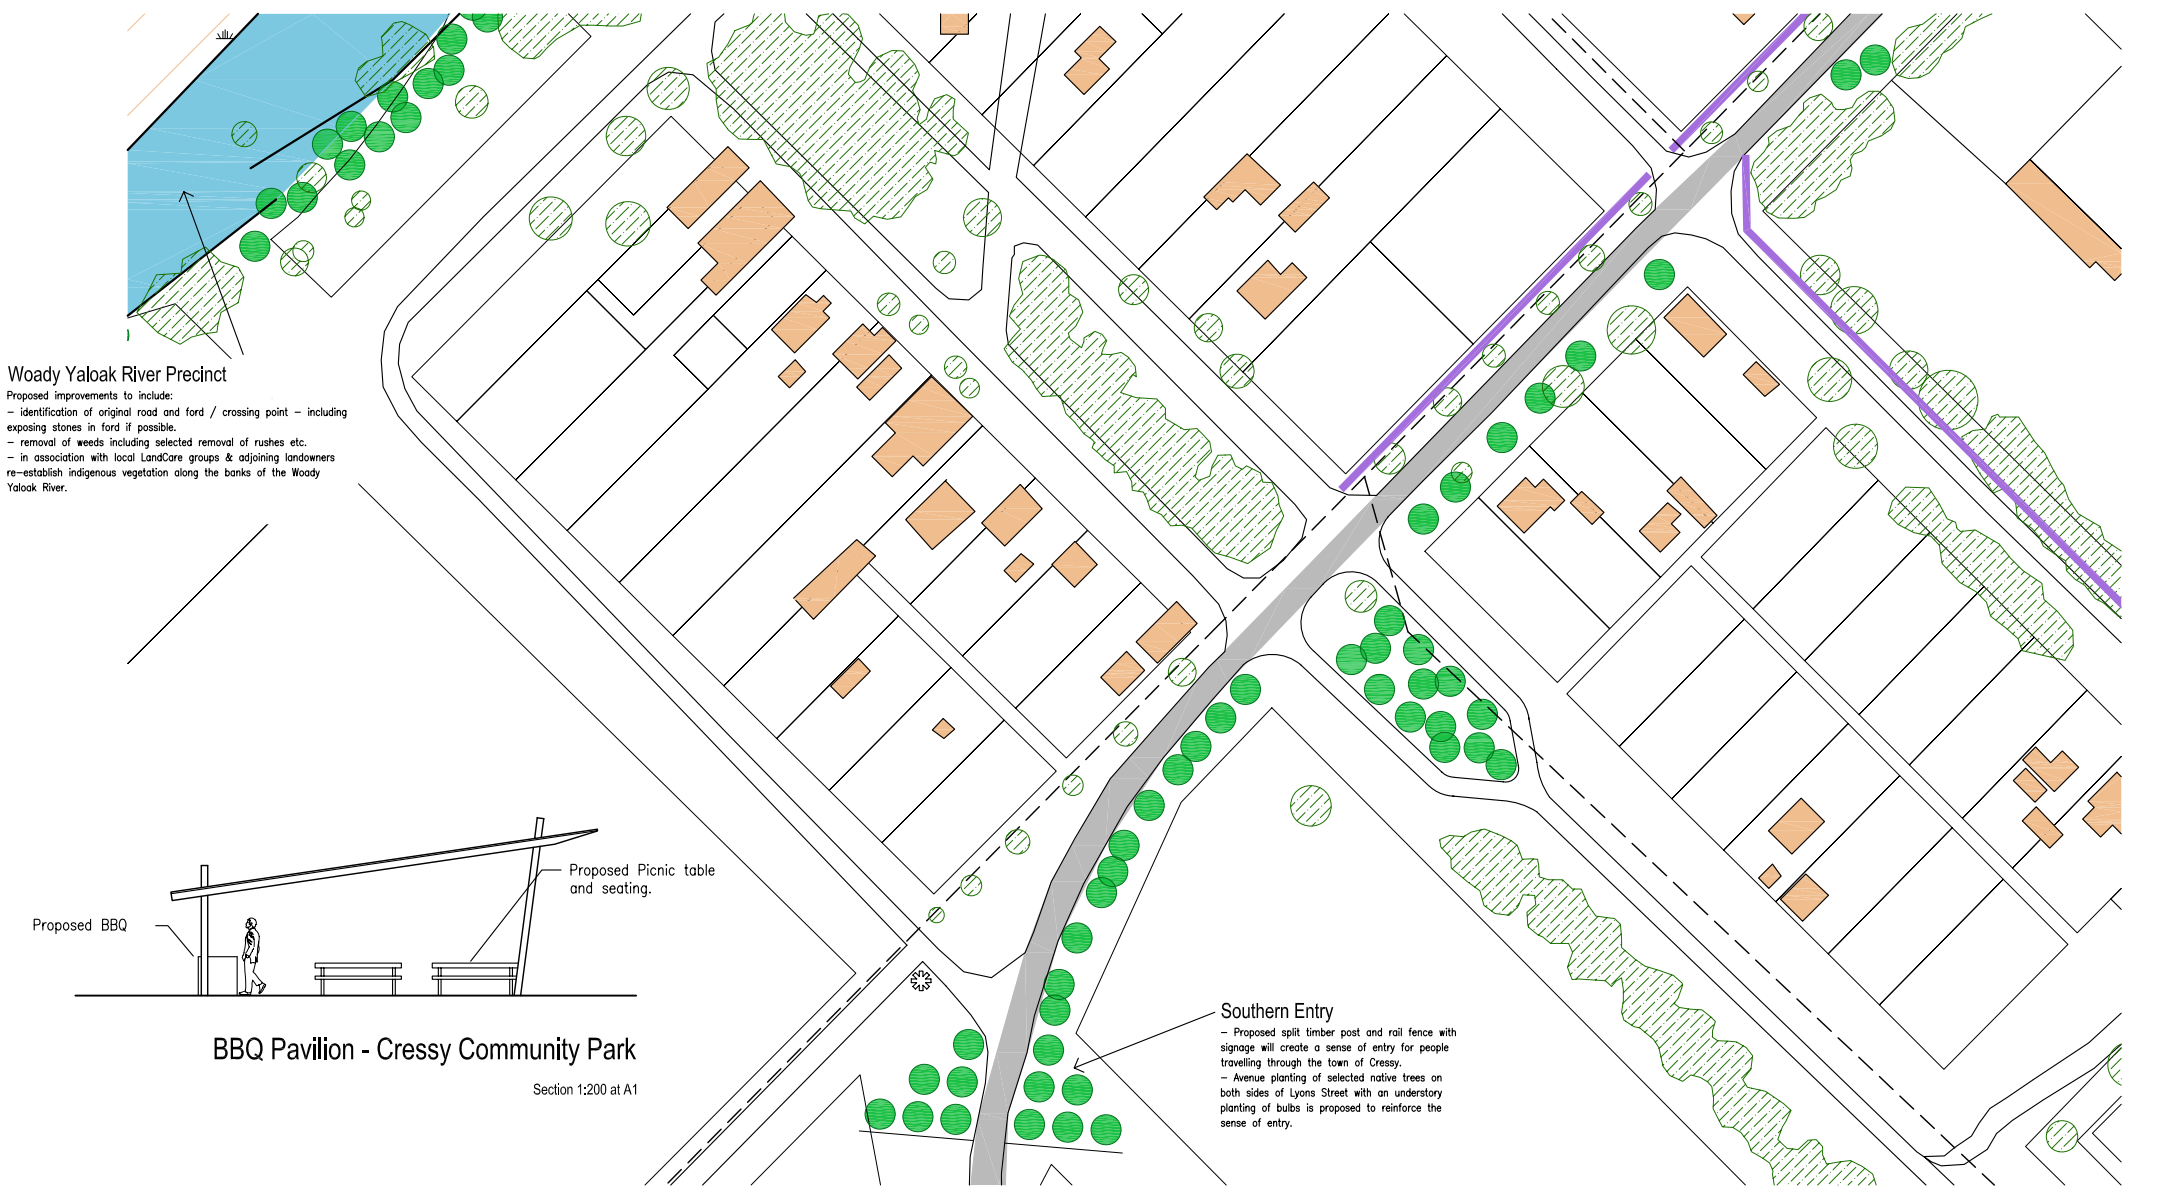 Woady Yaloak River Precinct
Proposed improvements to include:
– identification of original road and ford / crossing point – including
exposing stones in ford if possible.
– removal of weeds including selected removal of rushes etc.
– in association with local LandCare groups & adjoining landowners
re–establish indigenous vegetation along the banks of the Woady
Yaloak River.
Proposed Picnic table
and seating.
Proposed BBQ
BBQ Pavilion - Cressy Community Park
Section 1:200 at A1
Southern Entry
– Proposed split timber post and rail fence with
signage will create a sense of entry for people
travelling through the town of Cressy.
– Avenue planting of selected native trees on
both sides of Lyons Street with an understory
planting of bulbs is proposed to reinforce the
sense of entry.